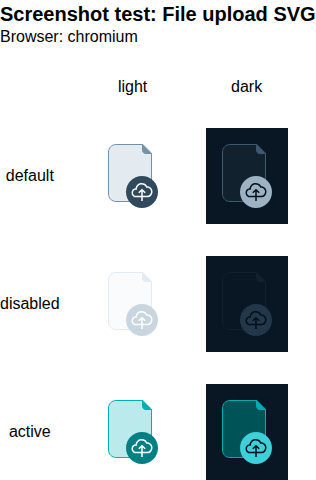 Screenshot test: File upload SVG
Browser: chromium
light dark
default
disabled
active